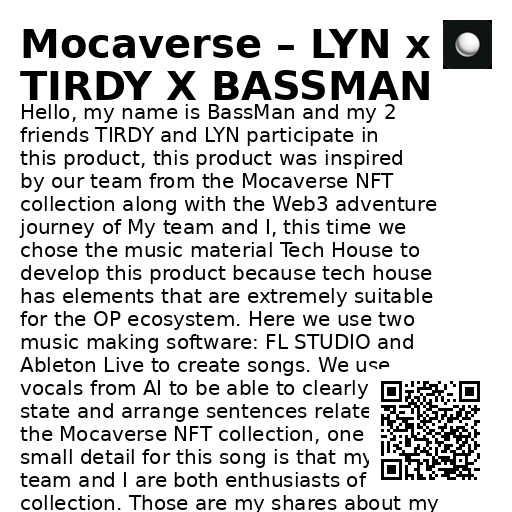 Mocaverse – LYN x
TIRDY X BASSMAN
Hello, my name is BassMan and my 2
friends TIRDY and LYN participate in
this product, this product was inspired
by our team from the Mocaverse NFT
collection along with the Web3 adventure
journey of My team and I, this time we
chose the music material Tech House to
develop this product because tech house
has elements that are extremely suitable
for the OP ecosystem. Here we use two
music making software: FL STUDIO and
Ableton Live to create songs. We use
vocals from AI to be able to clearly
state and arrange sentences relate
the Mocaverse NFT collection, one
small detail for this song is that my
team and I are both enthusiasts of
collection. Those are my shares about my